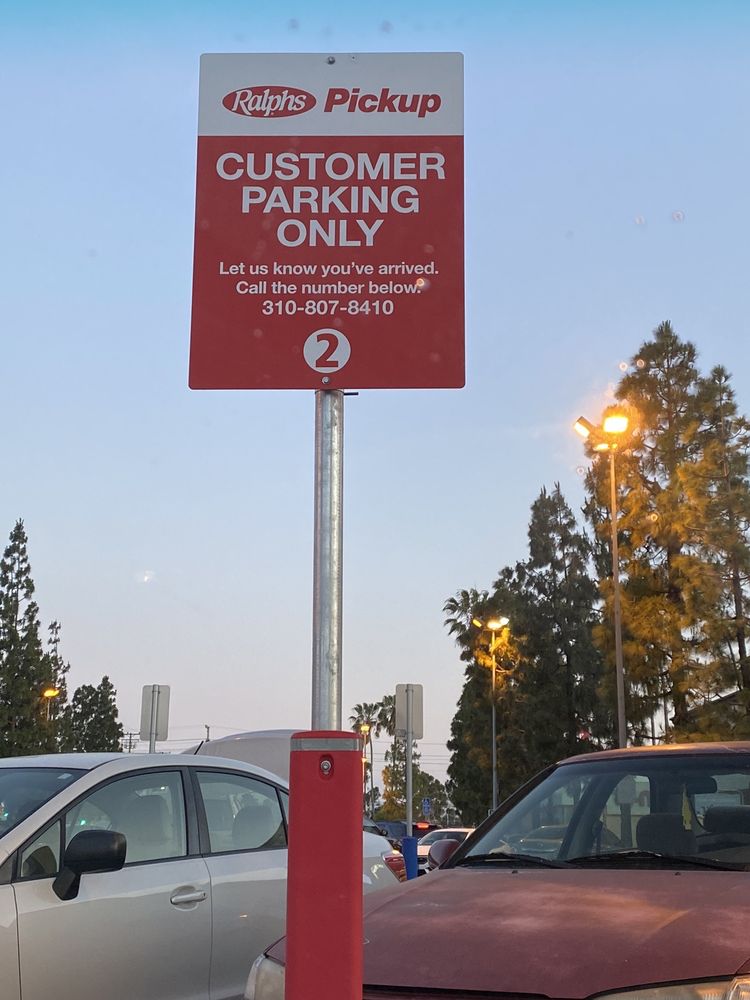 Ralphs Pickup
CUSTOMER
PARKING
ONLY
Let us know you've arrived.
Call the number below.
310-807-8410
2